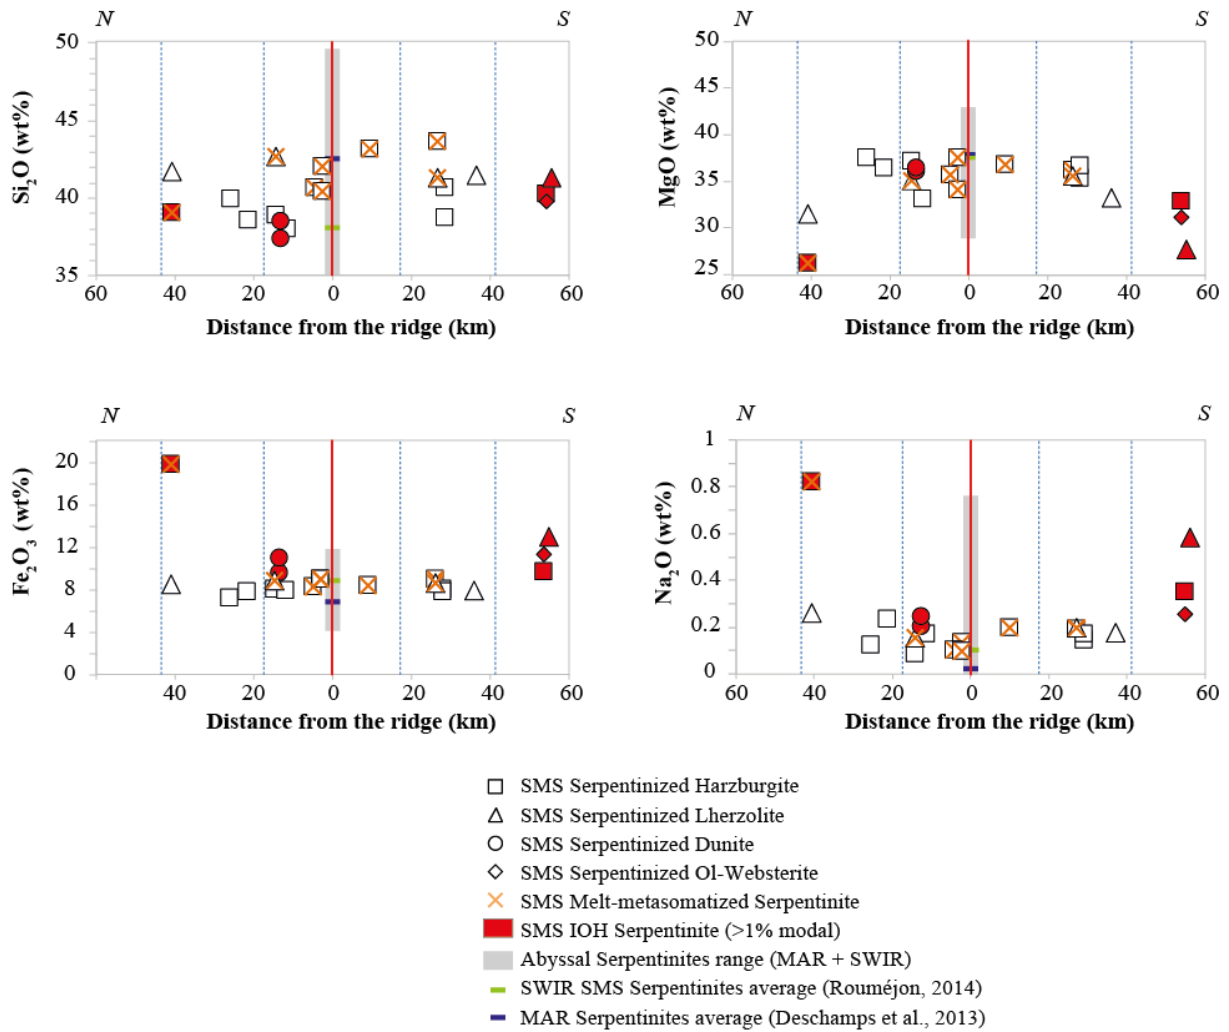 N S N S
50 50
45 45
40 40
35 35
30
25
Si₂O (wt%) MgO (wt%)
60 40 20 0 20 40 60 60 40 20 0 20 40 60
Distance from the ridge (km) Distance from the ridge (km)
N S N S
20 1
16 0.8
12 0.6
8 0.4
4 0.2
0 0
Fe₂O₃ (wt%) Na₂O (wt%)
40 20 0 20 40 60 60 40 20 0 20 40 60
Distance from the ridge (km) Distance from the ridge (km)
SMS Serpentinized Harzburgite
SMS Serpentinized Lherzolite
SMS Serpentinized Dunite
SMS Serpentinized Ol-Websterite
SMS Melt-metasomatized Serpentinite
SMS IOH Serpentinite (>1% modal)
Abyssal Serpentinites range (MAR + SWIR)
SWIR SMS Serpentinites average (Rouméjon, 2014)
MAR Serpentinites average (Deschamps et al., 2013)